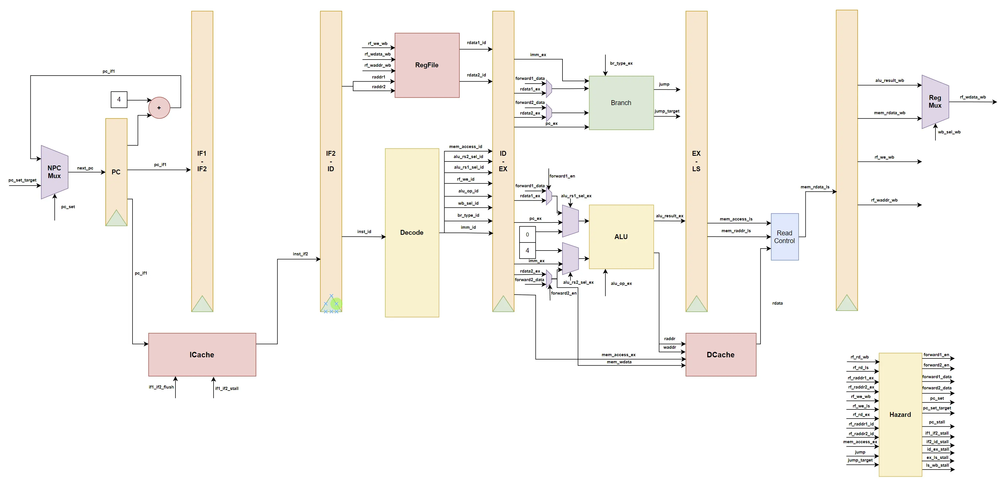 pc_if1
4
+
NPC
Mux
pc_set_target
pc_set
next_pc
PC
pc_if1
pc_if1
IF1
-
IF2
ICache
if1_if2_flush
if1_if2_stall
inst_if2
IF2
-
ID
rf_we_wb
rf_wdata_wb
rf_waddr_wb
raddr1
raddr2
RegFile
rdata1_id
rdata2_id
inst_id
Decode
mem_access_id
alu_rs2_sel_id
alu_rs1_sel_id
rf_we_id
alu_op_id
wb_sel_id
br_type_id
imm_id
ID
-
EX
imm_ex
forward1_data
rdata1_ex
forward2_data
rdata2_ex
pc_ex
br_type_ex
Branch
jump
jump_target
forward1_en
forward1_data
rdata1_ex
alu_rs1_sel_ex
pc_ex
0
4
imm_ex
rdata2_ex
forward2_data
alu_rs2_sel_ex
forward2_en
ALU
alu_op_ex
alu_result_ex
raddr
waddr
mem_access_ex
mem_wdata
DCache
EX
-
LS
mem_access_ls
mem_raddr_ls
Read
Control
rdata
mem_rdata_ls
alu_result_wb
mem_rdata_wb
Reg
Mux
rf_wdata_wb
wb_sel_wb
rf_we_wb
rf_waddr_wb
rf_rd_wb
rf_rd_ls
rf_raddr1_ex
rf_raddr2_ex
rf_we_wb
rf_we_ls
rf_rd_ex
rf_raddr1_id
rf_raddr2_id
mem_access_ex
jump
jump_target
Hazard
forward1_en
forward2_en
forward1_data
forward2_data
pc_set
pc_set_target
pc_stall
if1_if2_stall
if2_id_stall
id_ex_stall
ex_ls_stall
ls_wb_stall